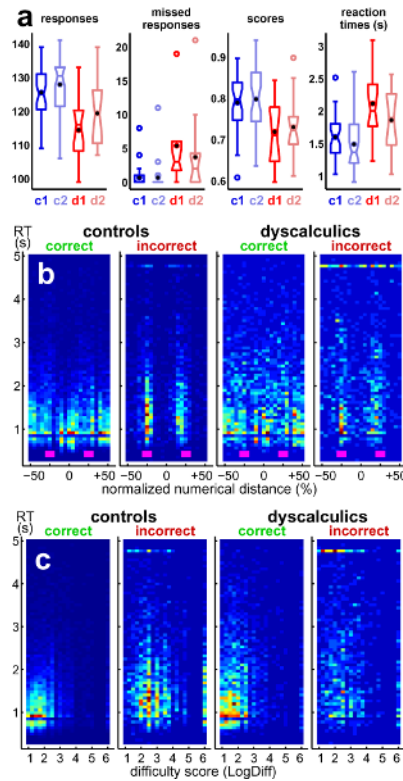 a responses missed responses scores reaction times (s)
140 130 120 110 100
20 15 10 5 0
0.9 0.8 0.7 0.6
3 2.5 2 1.5 1
c1 c2 d1 d2 c1 c2 d1 d2 c1 c2 d1 d2 c1 c2 d1 d2
RT (s) controls dyscalculics
correct incorrect correct incorrect
b
5 4 3 2 1
-50 0 +50 0 +50 0 +50 0 +50
normalized numerical distance (%)
RT (s) controls dyscalculics
correct incorrect correct incorrect
c
5 4 3 2 1
1 2 3 4 5 6 1 2 3 4 5 6 1 2 3 4 5 6 1 2 3 4 5 6
difficulty score (LogDiff)